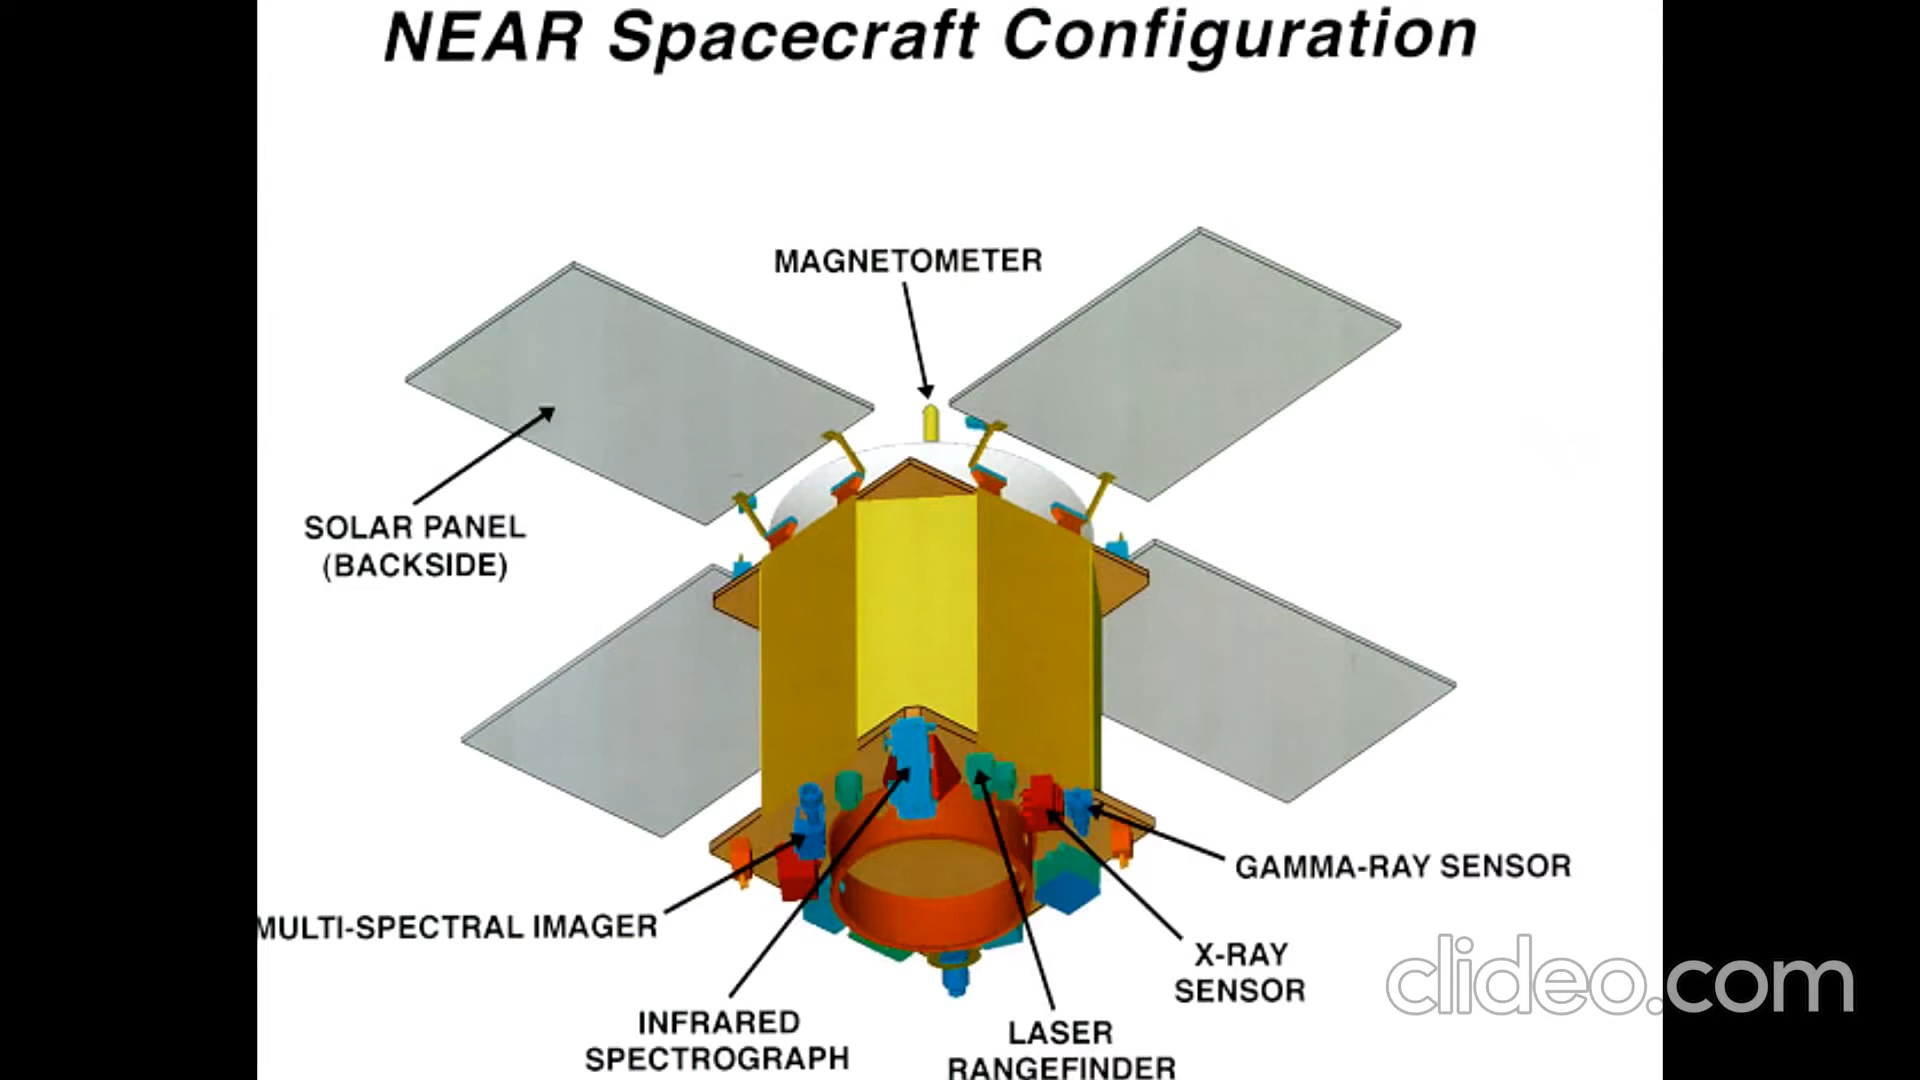 NEAR Spacecraft Configuration
MAGNETOMETER
SOLAR PANEL
(BACKSIDE)
GAMMA-RAY SENSOR
MULTI-SPECTRAL IMAGER
X-RAY
SENSOR
INFRARED
SPECTROGRAPH
LASER
RANGEFINDER
clideo.com